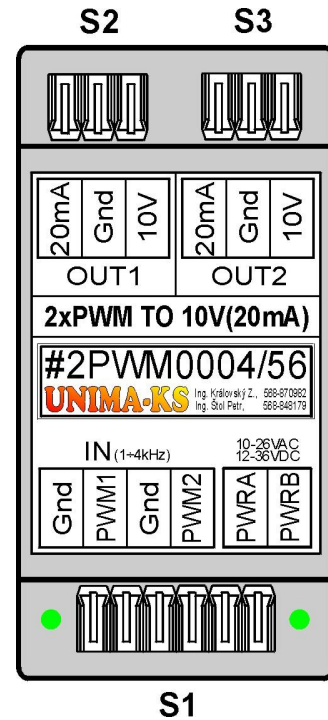 S2 S3
20mA Gnd 10V 20mA Gnd 10V
OUT1 OUT2
2xPWM TO 10V(20mA)
#2PWM0004/56
UNIMA-KS Ing. Královský Z., 568-870982
Ing. Štol Petr, 568-848179
IN (1÷4kHz) 10-26VAC
12-36VDC
Gnd PWM1 Gnd PWM2 PWRA PWRB
S1